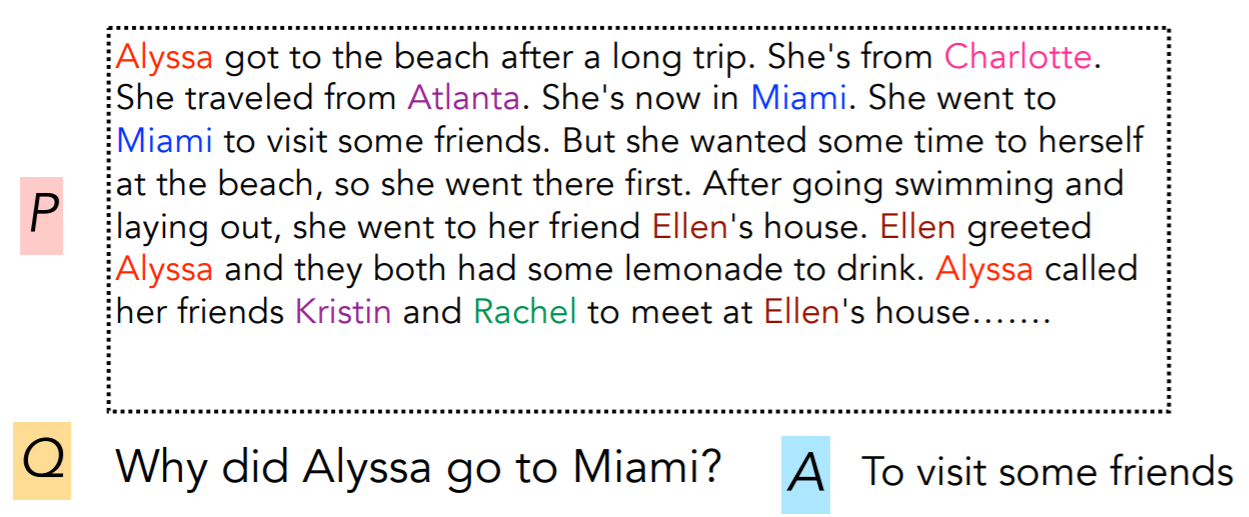 Alyssa got to the beach after a long trip. She's from Charlotte.
She traveled from Atlanta. She's now in Miami. She went to
Miami to visit some friends. But she wanted some time to herself
at the beach, so she went there first. After going swimming and
laying out, she went to her friend Ellen's house. Ellen greeted
Alyssa and they both had some lemonade to drink. Alyssa called
her friends Kristin and Rachel to meet at Ellen's house…….
P
Q Why did Alyssa go to Miami? A To visit some friends